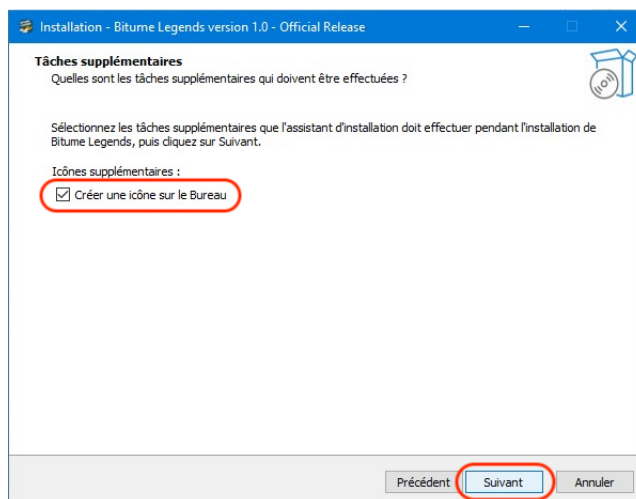 Installation - Bitume Legends version 1.0 - Official Release
Tâches supplémentaires
Quelles sont les tâches supplémentaires qui doivent être effectuées ?
Sélectionnez les tâches supplémentaires que l'assistant d'installation doit effectuer pendant l'installation de
Bitume Legends, puis cliquez sur Suivant.
Icônes supplémentaires :
Créer une icône sur le Bureau
Précédent Suivant Annuler